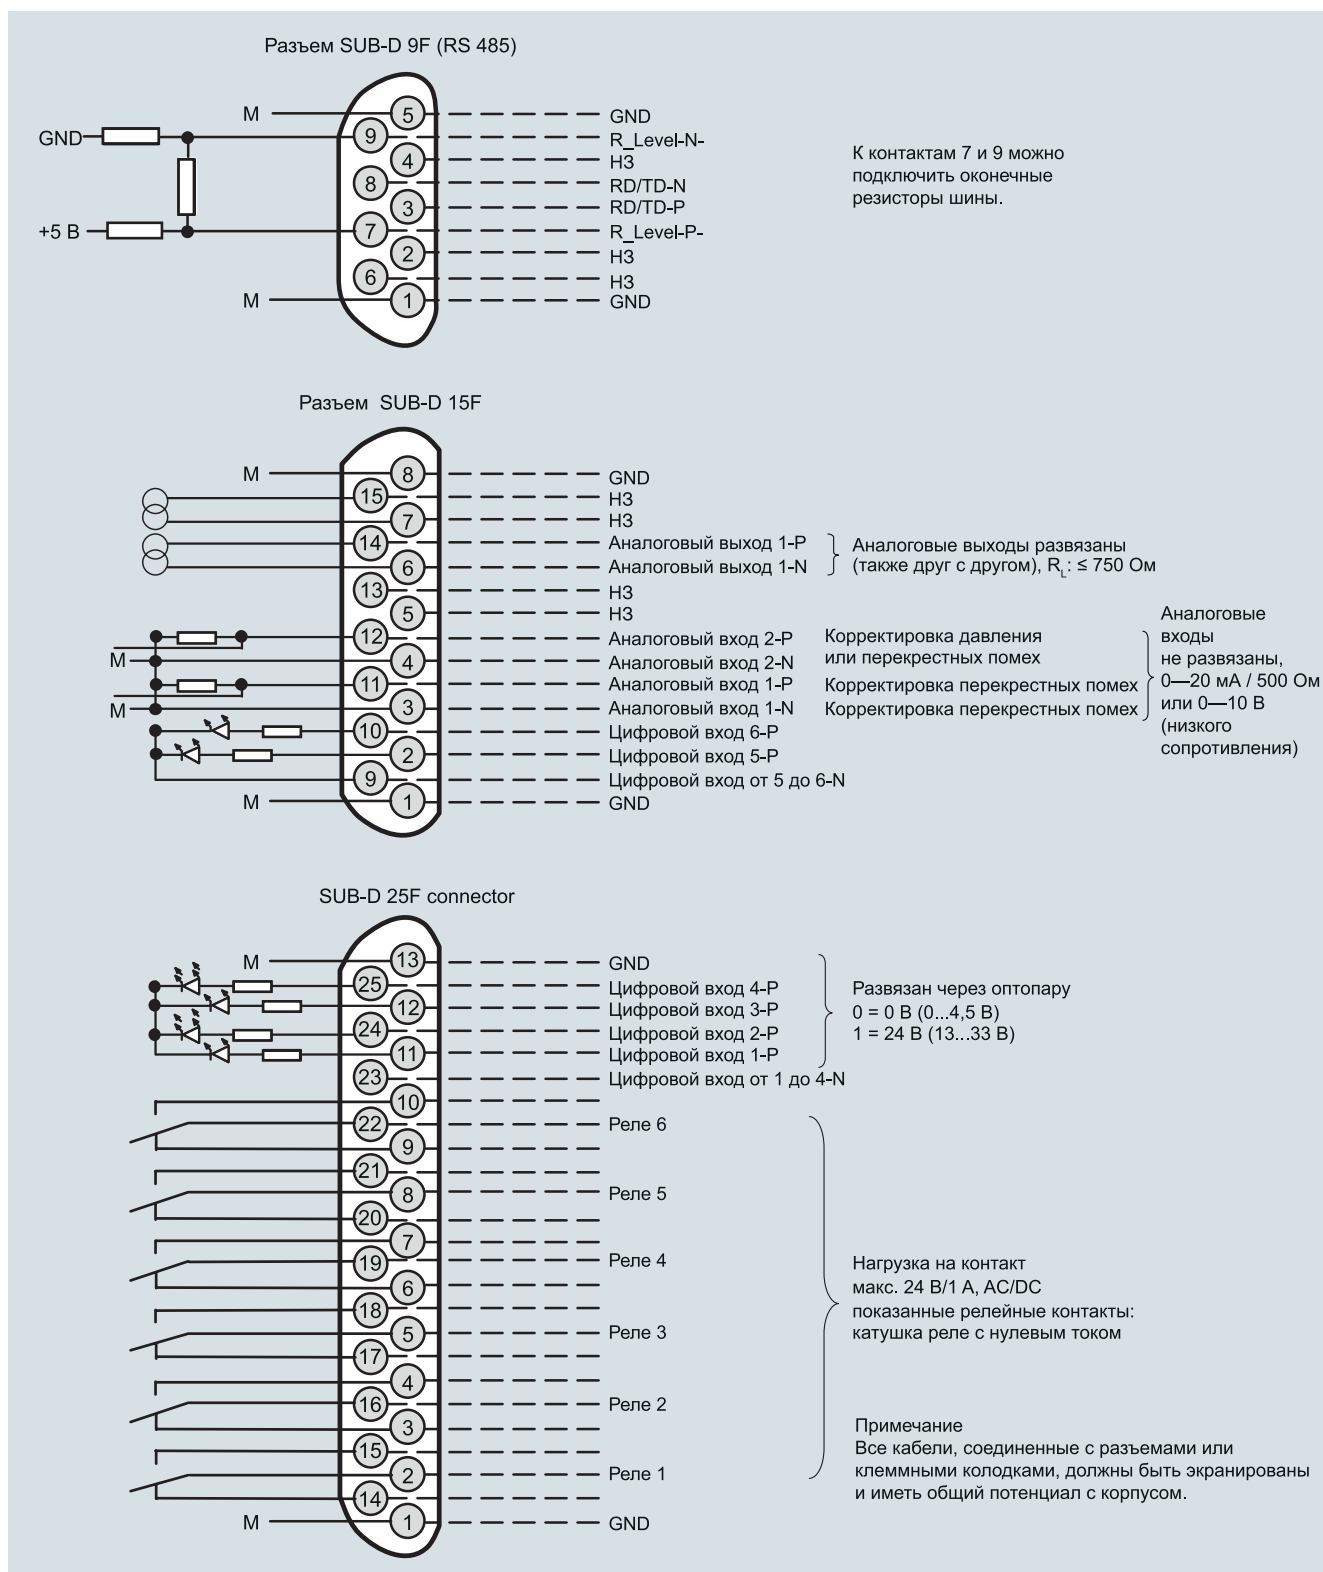 Разъем SUB-D 9F (RS 485)
M
5
GND
GND
9
R_Level-N-
4
НЗ
8
RD/TD-N
3
RD/TD-P
+5 В
7
R_Level-P-
2
НЗ
6
НЗ
M
1
GND
К контактам 7 и 9 можно
подключить оконечные
резисторы шины.
Разъем SUB-D 15F
M
8
GND
15
НЗ
7
НЗ
14
Аналоговый выход 1-P
6
Аналоговый выход 1-N
Аналоговые выходы развязаны
(также друг с другом), R_L: ≤ 750 Ом
13
НЗ
5
НЗ
12
Аналоговый вход 2-P
Корректировка давления
M
4
Аналоговый вход 2-N
или перекрестных помех
11
Аналоговый вход 1-P
Корректировка перекрестных помех
M
3
Аналоговый вход 1-N
Корректировка перекрестных помех
Аналоговые
входы
не развязаны,
0—20 мА / 500 Ом
или 0—10 В
(низкого
сопротивления)
10
Цифровой вход 6-P
2
Цифровой вход 5-P
9
Цифровой вход от 5 до 6-N
M
1
GND
SUB-D 25F connector
M
13
GND
25
Цифровой вход 4-P
12
Цифровой вход 3-P
24
Цифровой вход 2-P
11
Цифровой вход 1-P
23
Цифровой вход от 1 до 4-N
Развязан через оптопару
0 = 0 В (0...4,5 В)
1 = 24 В (13...33 В)
10
22
Реле 6
9
21
8
Реле 5
20
7
19
Реле 4
6
18
5
Реле 3
17
4
16
Реле 2
3
15
2
Реле 1
14
M
1
GND
Нагрузка на контакт
макс. 24 В/1 А, AC/DC
показанные релейные контакты:
катушка реле с нулевым током
Примечание
Все кабели, соединенные с разъемами или
клеммными колодками, должны быть экранированы
и иметь общий потенциал с корпусом.